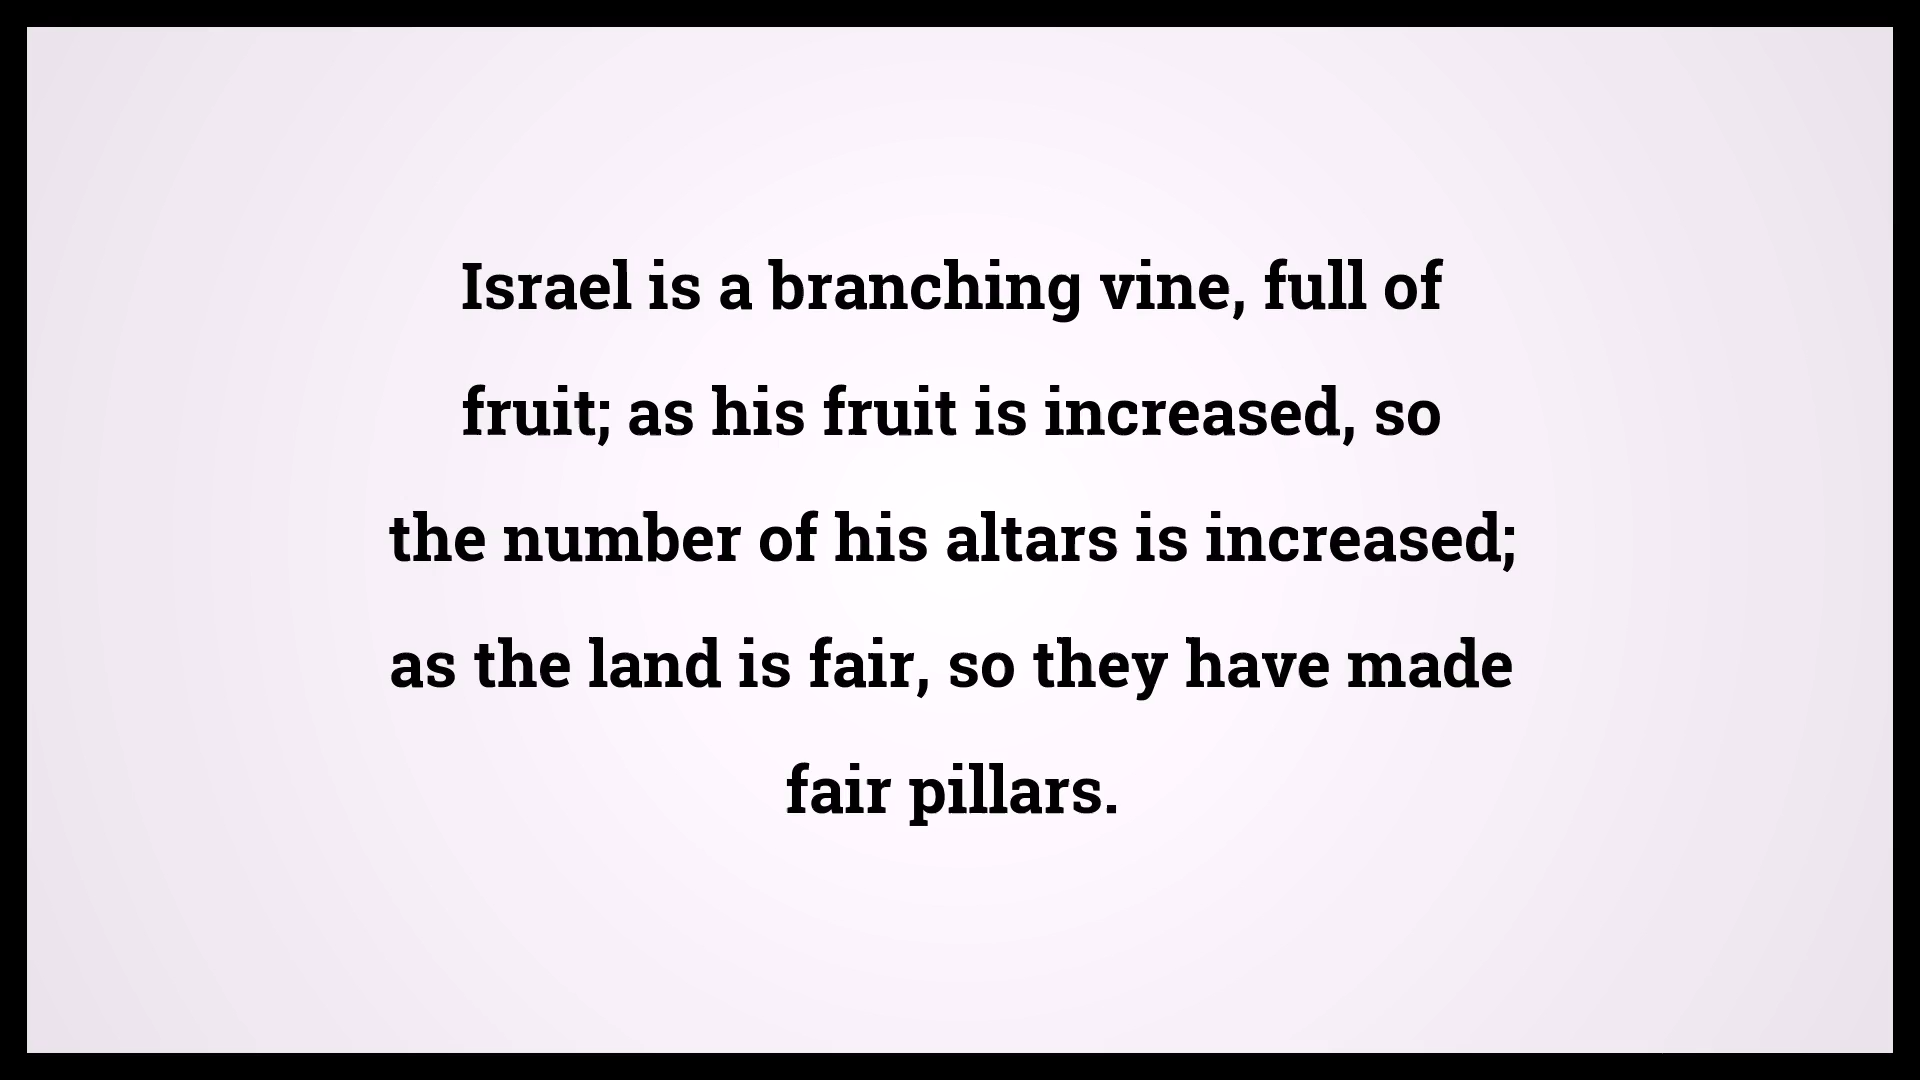 Israel is a branching vine, full of
fruit; as his fruit is increased, so
the number of his altars is increased;
as the land is fair, so they have made
fair pillars.